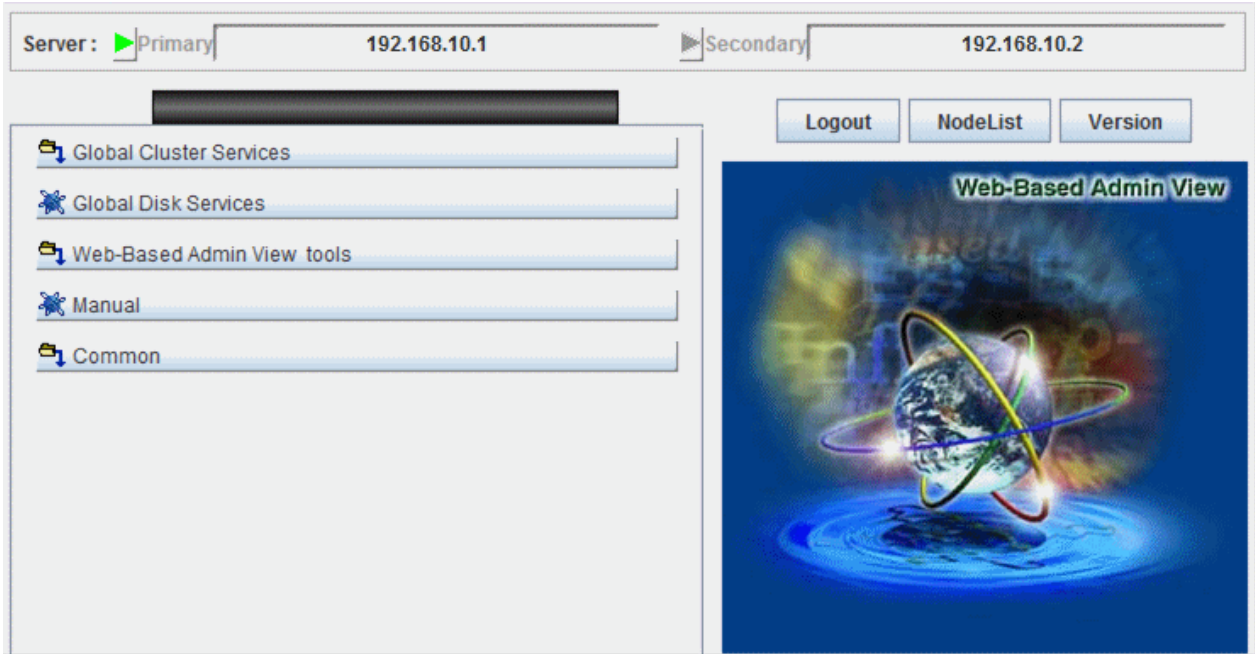 Server : Primary 192.168.10.1 Secondary 192.168.10.2
Logout NodeList Version
Global Cluster Services
Global Disk Services
Web-Based Admin View tools
Manual
Common
Web-Based Admin View